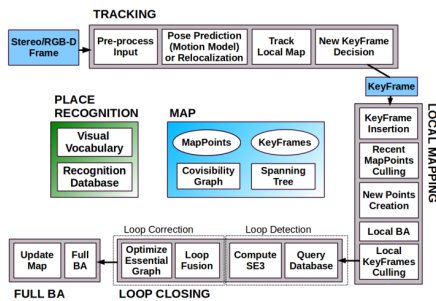 TRACKING
Stereo/RGB-D
Frame
Pre-process
Input
Pose Prediction
(Motion Model)
or Relocalization
Track
Local Map
New KeyFrame
Decision
KeyFrame
PLACE
RECOGNITION
Visual
Vocabulary
Recognition
Database
MAP
MapPoints
KeyFrames
Covisibility
Graph
Spanning
Tree
LOCAL MAPPING
KeyFrame
Insertion
Recent
MapPoints
Culling
New Points
Creation
Local BA
Local
KeyFrames
Culling
Loop Correction
Loop Detection
Update
Map
Full
BA
Optimize
Essential
Graph
Loop
Fusion
Compute
SE3
Query
Database
FULL BA
LOOP CLOSING